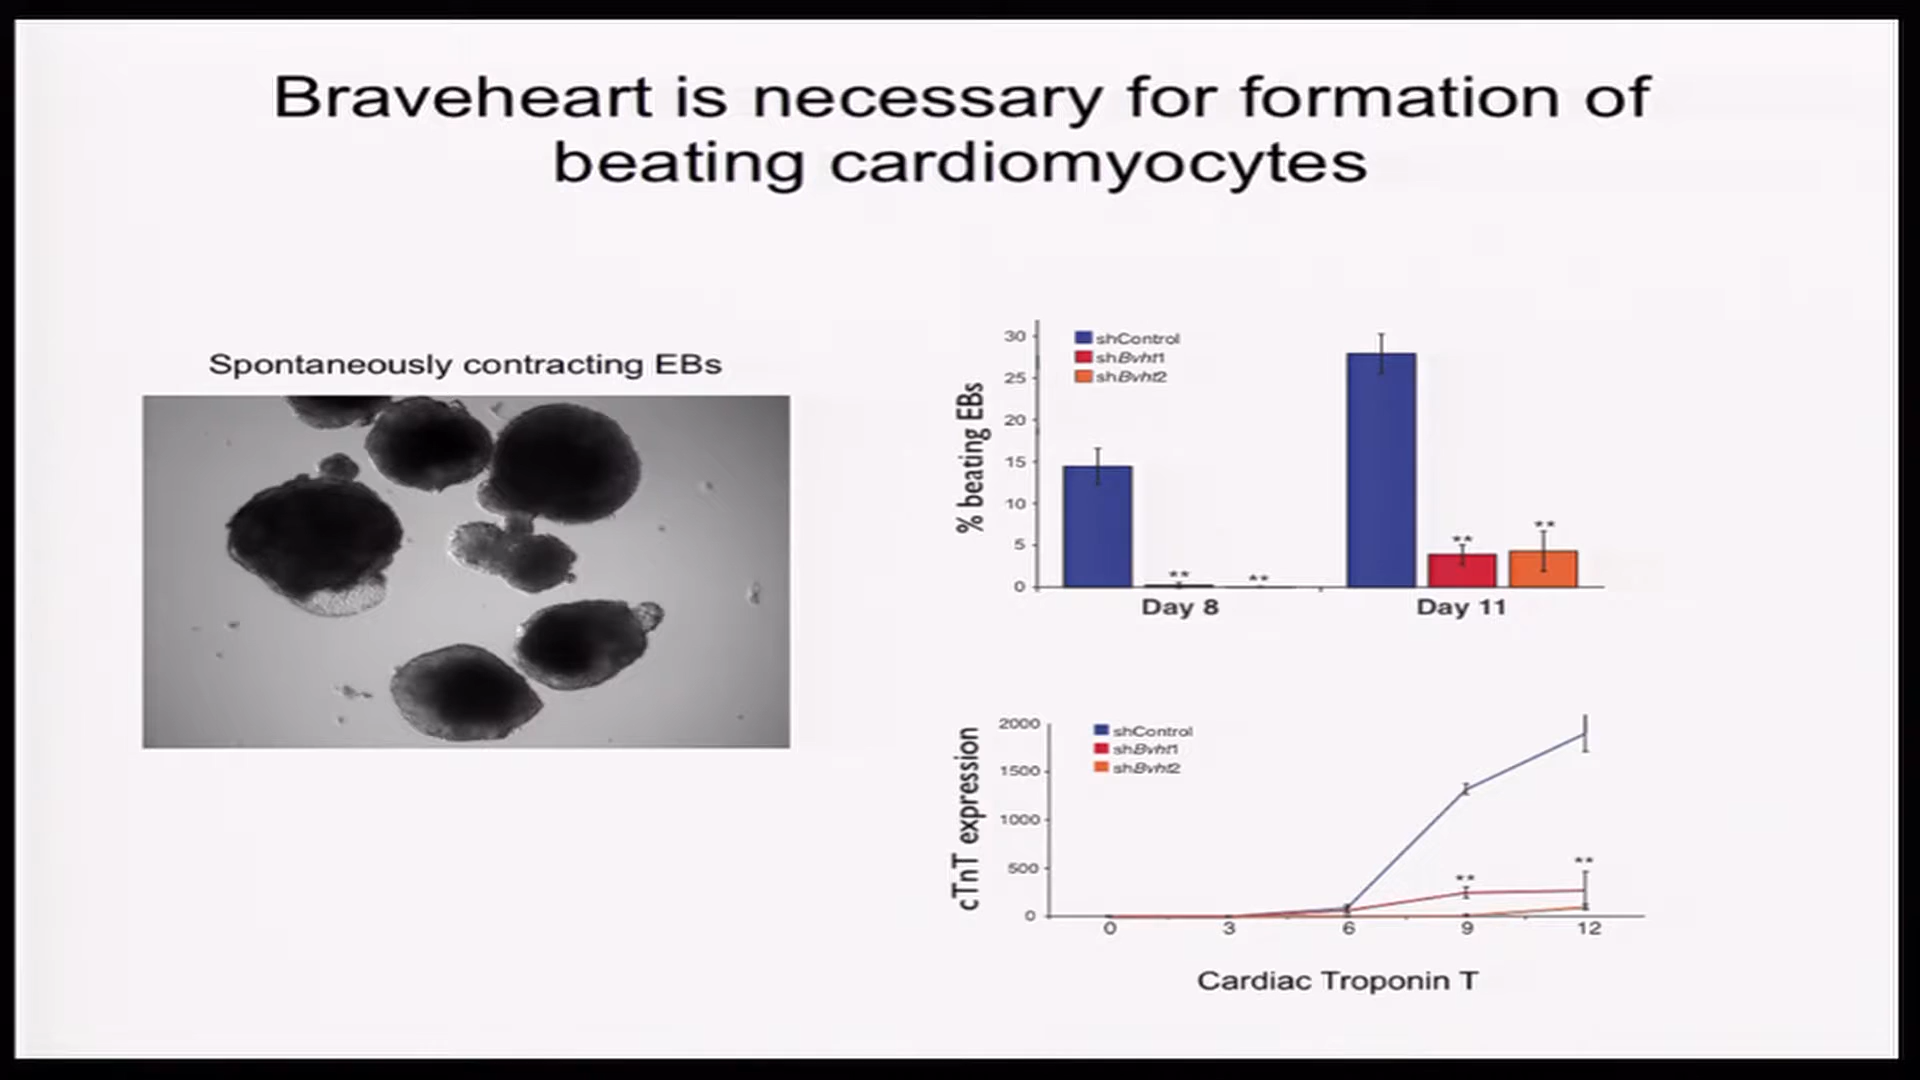 Braveheart is necessary for formation of
beating cardiomyocytes
Spontaneously contracting EBs
% beating EBs
30
25
20
15
10
5
0
shControl
shBvht1
shBvht2
** ** ** **
Day 8 Day 11
cTnT expression
2000
1500
1000
500
0
shControl
shBvht1
shBvht2
** **
0 3 6 9 12
Cardiac Troponin T